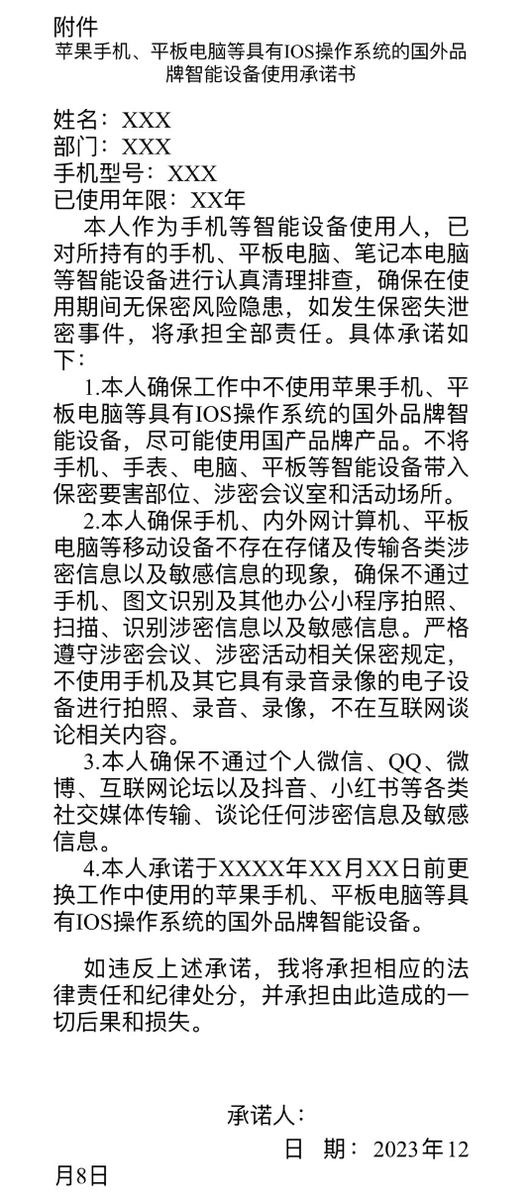 附件
苹果手机、平板电脑等具有IOS操作系统的国外品
牌智能设备使用承诺书
姓名：XXX
部门：XXX
手机型号：XXX
已使用年限：XX年
本人作为手机等智能设备使用人，已
对所持有的手机、平板电脑、笔记本电脑
等智能设备进行认真清理排查，确保在使
用期间无保密风险隐患，如发生保密失泄
密事件，将承担全部责任。具体承诺如
下：
1.本人确保工作中不使用苹果手机、平
板电脑等具有IOS操作系统的国外品牌智
能设备，尽可能使用国产品牌产品。不将
手机、手表、电脑、平板等智能设备带入
保密要害部位、涉密会议室和活动场所。
2.本人确保手机、内外网计算机、平板
电脑等移动设备不存在存储及传输各类涉
密信息以及敏感信息的现象，确保不通过
手机、图文识别及其他办公小程序拍照、
扫描、识别涉密信息以及敏感信息。严格
遵守涉密会议、涉密活动相关保密规定，
不使用手机及其它具有录音录像的电子设
备进行拍照、录音、录像，不在互联网谈
论相关内容。
3.本人确保不通过个人微信、QQ、微
博、互联网论坛以及抖音、小红书等各类
社交媒体传输、谈论任何涉密信息及敏感
信息。
4.本人承诺于XXXX年XX月XX日前更
换工作中使用的苹果手机、平板电脑等具
有IOS操作系统的国外品牌智能设备。
如违反上述承诺，我将承担相应的法
律责任和纪律处分，并承担由此造成的一
切后果和损失。
承诺人：
日 期：2023年12
月8日